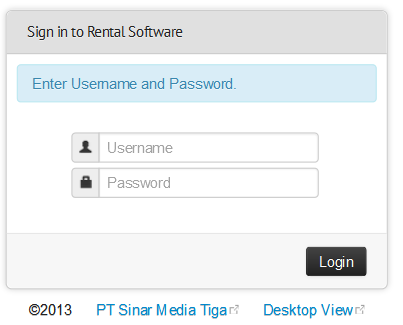 Sign in to Rental Software
Enter Username and Password.
Username
Password
Login
©2013 PT Sinar Media Tiga Desktop View